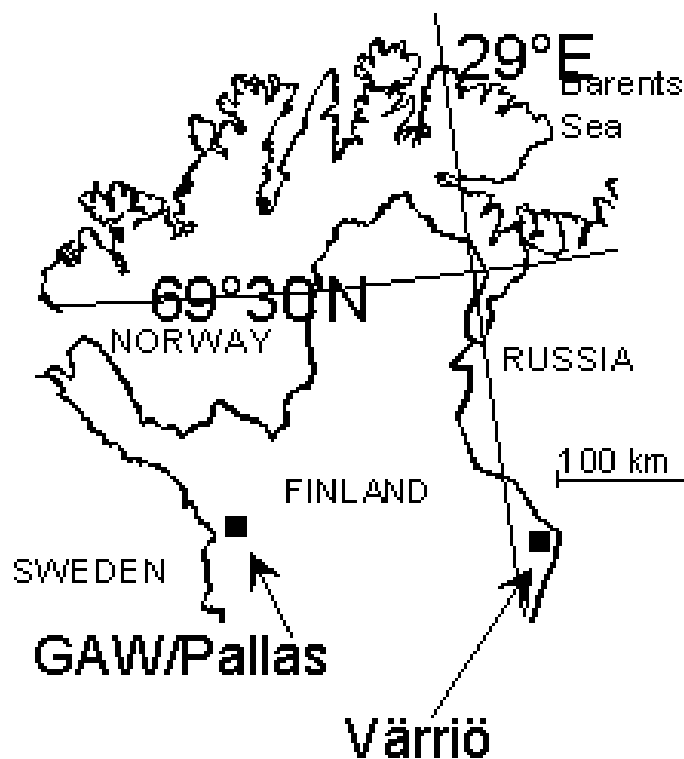 29°E
Barents
Sea
69°30'N
NORWAY
RUSSIA
100 km
FINLAND
SWEDEN
GAW/Pallas
Värriö